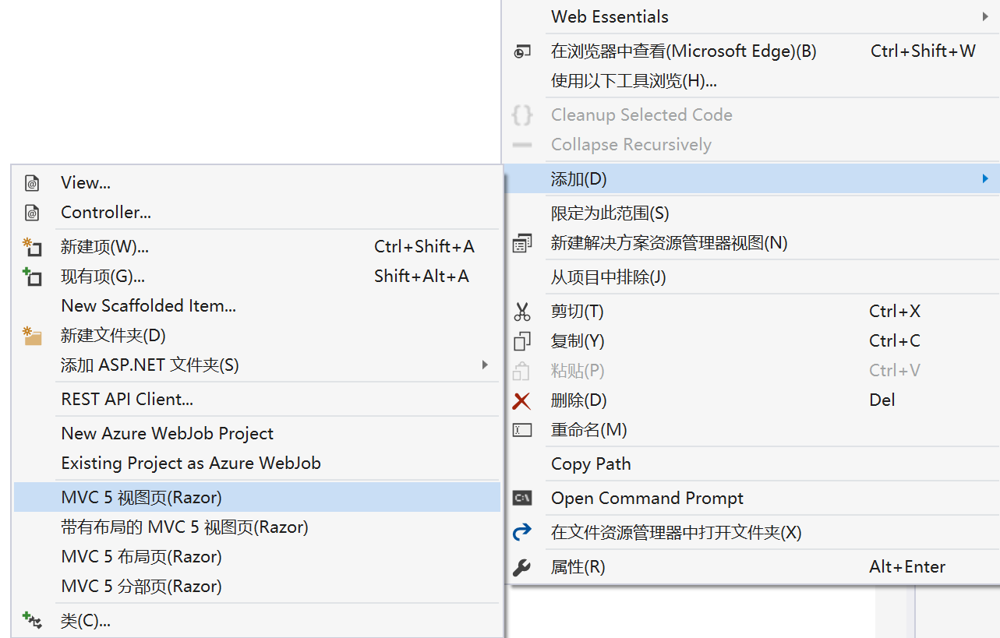 Web Essentials
在浏览器中查看(Microsoft Edge)(B) Ctrl+Shift+W
使用以下工具浏览(H)...
Cleanup Selected Code
Collapse Recursively
添加(D)
限定为此范围(S)
新建解决方案资源管理器视图(N)
从项目中排除(J)
剪切(T) Ctrl+X
复制(Y) Ctrl+C
粘贴(P) Ctrl+V
删除(D) Del
重命名(M)
Copy Path
Open Command Prompt
在文件资源管理器中打开文件夹(X)
属性(R) Alt+Enter
View...
Controller...
新建项(W)... Ctrl+Shift+A
现有项(G)... Shift+Alt+A
New Scaffolded Item...
新建文件夹(D)
添加 ASP.NET 文件夹(S)
REST API Client...
New Azure WebJob Project
Existing Project as Azure WebJob
MVC 5 视图页(Razor)
带有布局的 MVC 5 视图页(Razor)
MVC 5 布局页(Razor)
MVC 5 分部页(Razor)
类(C)...